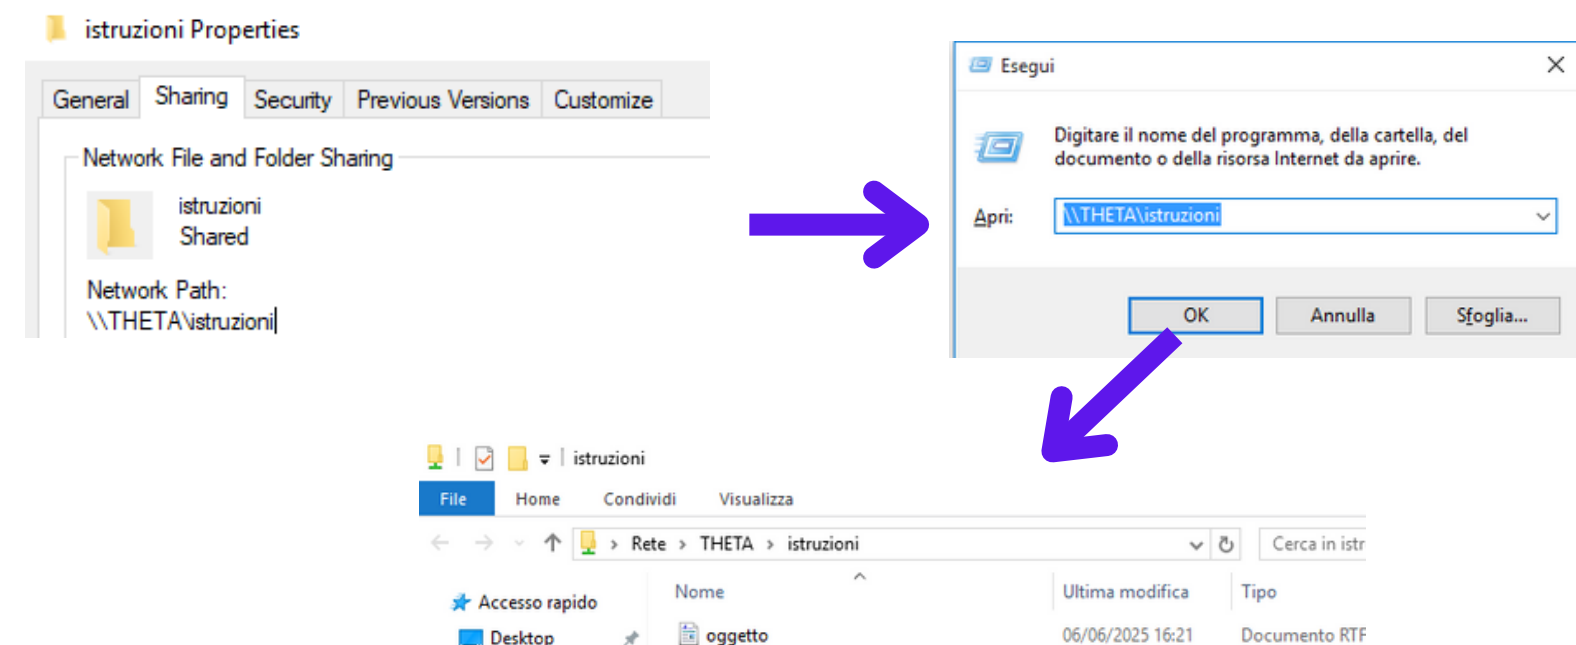 istruzioni Properties
General Sharing Security Previous Versions Customize
Network File and Folder Sharing
istruzioni
Shared
Network Path:
\\THETA\istruzioni
Esegui
Digitare il nome del programma, della cartella, del
documento o della risorsa Internet da aprire.
Apri: \\THETA\istruzioni
OK Annulla Sfoglia...
istruzioni
File Home Condividi Visualizza
Rete > THETA > istruzioni Cerca in istr
Nome Ultima modifica Tipo
Accesso rapido
Desktop oggetto 06/06/2025 16:21 Documento RTF